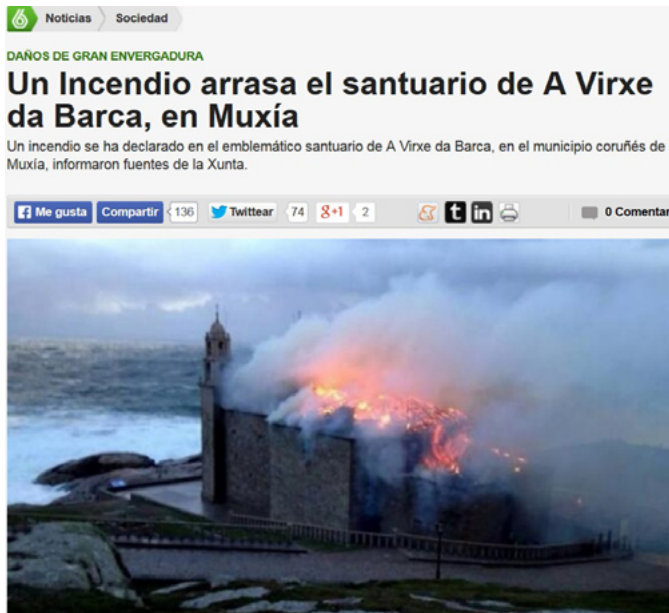 Noticias Sociedad
DAÑOS DE GRAN ENVERGADURA
Un Incendio arrasa el santuario de A Virxe
da Barca, en Muxía
Un incendio se ha declarado en el emblemático santuario de A Virxe da Barca, en el municipio coruñés de
Muxía, informaron fuentes de la Xunta.
Me gusta Compartir 136 Twittear 74 g+1 2 t in 0 Comentar